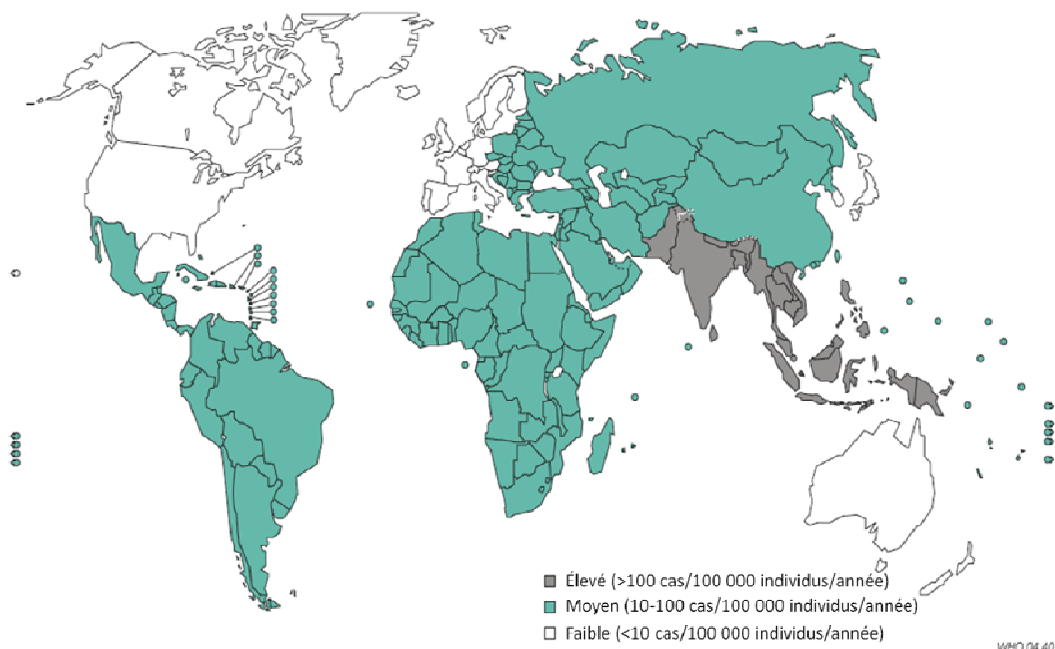 Élevé (>100 cas/100 000 individus/année)
Moyen (10-100 cas/100 000 individus/année)
Faible (<10 cas/100 000 individus/année)
WHO 04.40